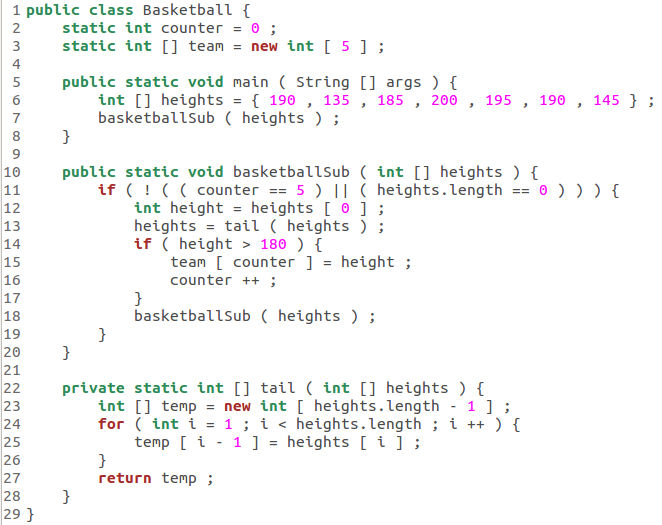 1 public class Basketball {
2     static int counter = 0 ;
3     static int [] team = new int [ 5 ] ;
4
5     public static void main ( String [] args ) {
6         int [] heights = { 190 , 135 , 185 , 200 , 195 , 190 , 145 } ;
7         basketballSub ( heights ) ;
8     }
9
10     public static void basketballSub ( int [] heights ) {
11         if ( ! ( ( counter == 5 ) || ( heights.length == 0 ) ) ) {
12             int height = heights [ 0 ] ;
13             heights = tail ( heights ) ;
14             if ( height > 180 ) {
15                 team [ counter ] = height ;
16                 counter ++ ;
17             }
18             basketballSub ( heights ) ;
19         }
20     }
21
22     private static int [] tail ( int [] heights ) {
23         int [] temp = new int [ heights.length - 1 ] ;
24         for ( int i = 1 ; i < heights.length ; i ++ ) {
25             temp [ i - 1 ] = heights [ i ] ;
26         }
27         return temp ;
28     }
29 }